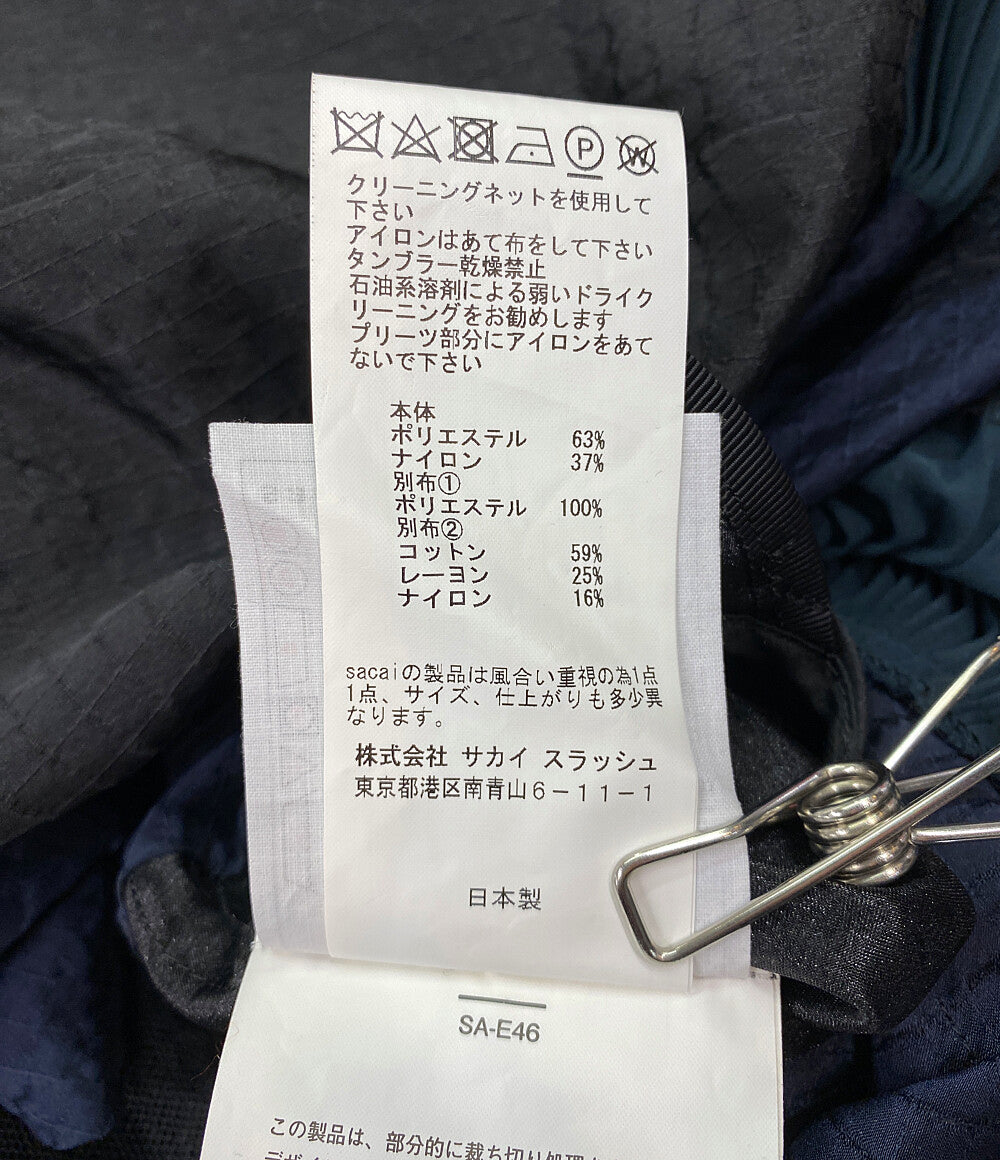 P W
クリーニングネットを使用して
下さい
アイロンはあて布をして下さい
タンブラー乾燥禁止
石油系溶剤による弱いドライク
リーニングをお勧めします
プリーツ部分にアイロンをあて
ないで下さい
本体
ポリエステル 63%
ナイロン 37%
別布①
ポリエステル 100%
別布②
コットン 59%
レーヨン 25%
ナイロン 16%
sacaiの製品は風合い重視の為1点
1点、サイズ、仕上がりも多少異
なります。
株式会社 サカイ スラッシュ
東京都港区南青山6-11-1
日本製
SA-E46
この製品は、部分的に裁ち切り処理